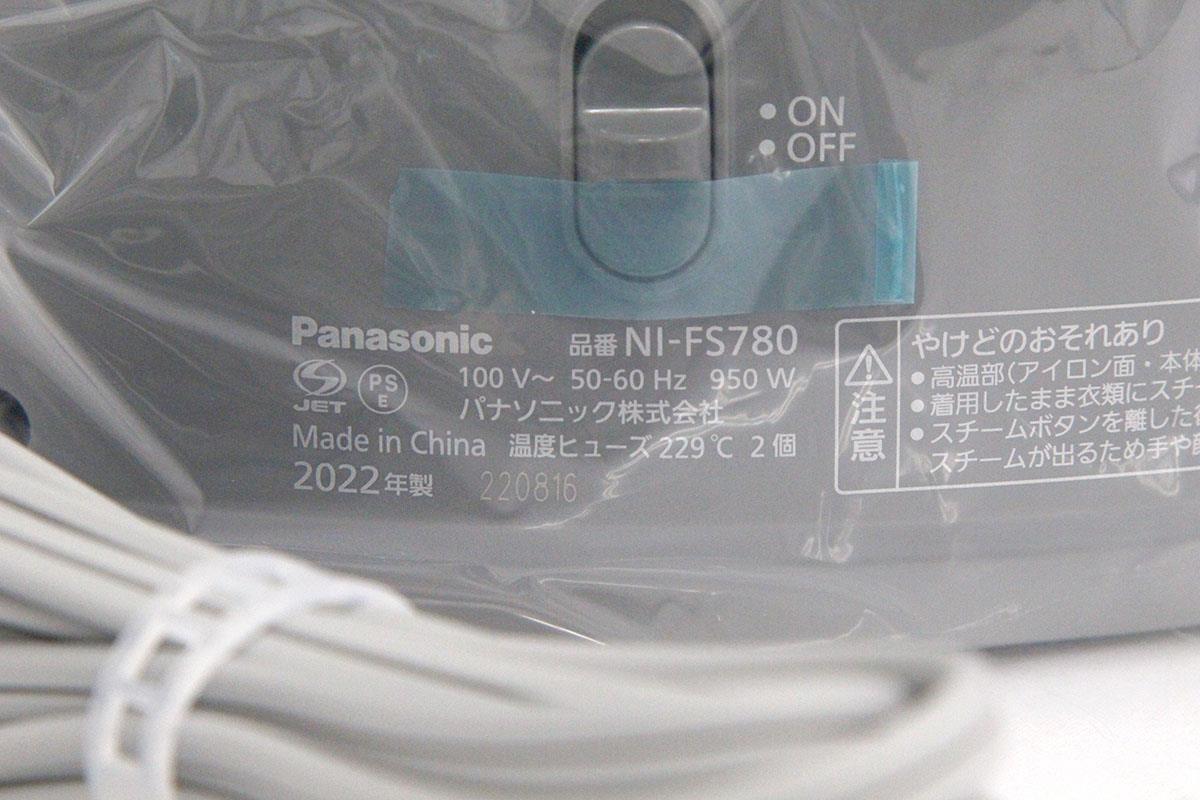 • ON
• OFF
Panasonic 品番 NI-FS780
JET PSE 100 V〜 50-60 Hz 950 W
パナソニック株式会社
Made in China 温度ヒューズ 229℃ 2個
2022年製 220816
注意
やけどのおそれあり
• 高温部(アイロン面・本体
• 着用したまま衣類にスチ
• スチームボタンを離した
スチームが出るため手や